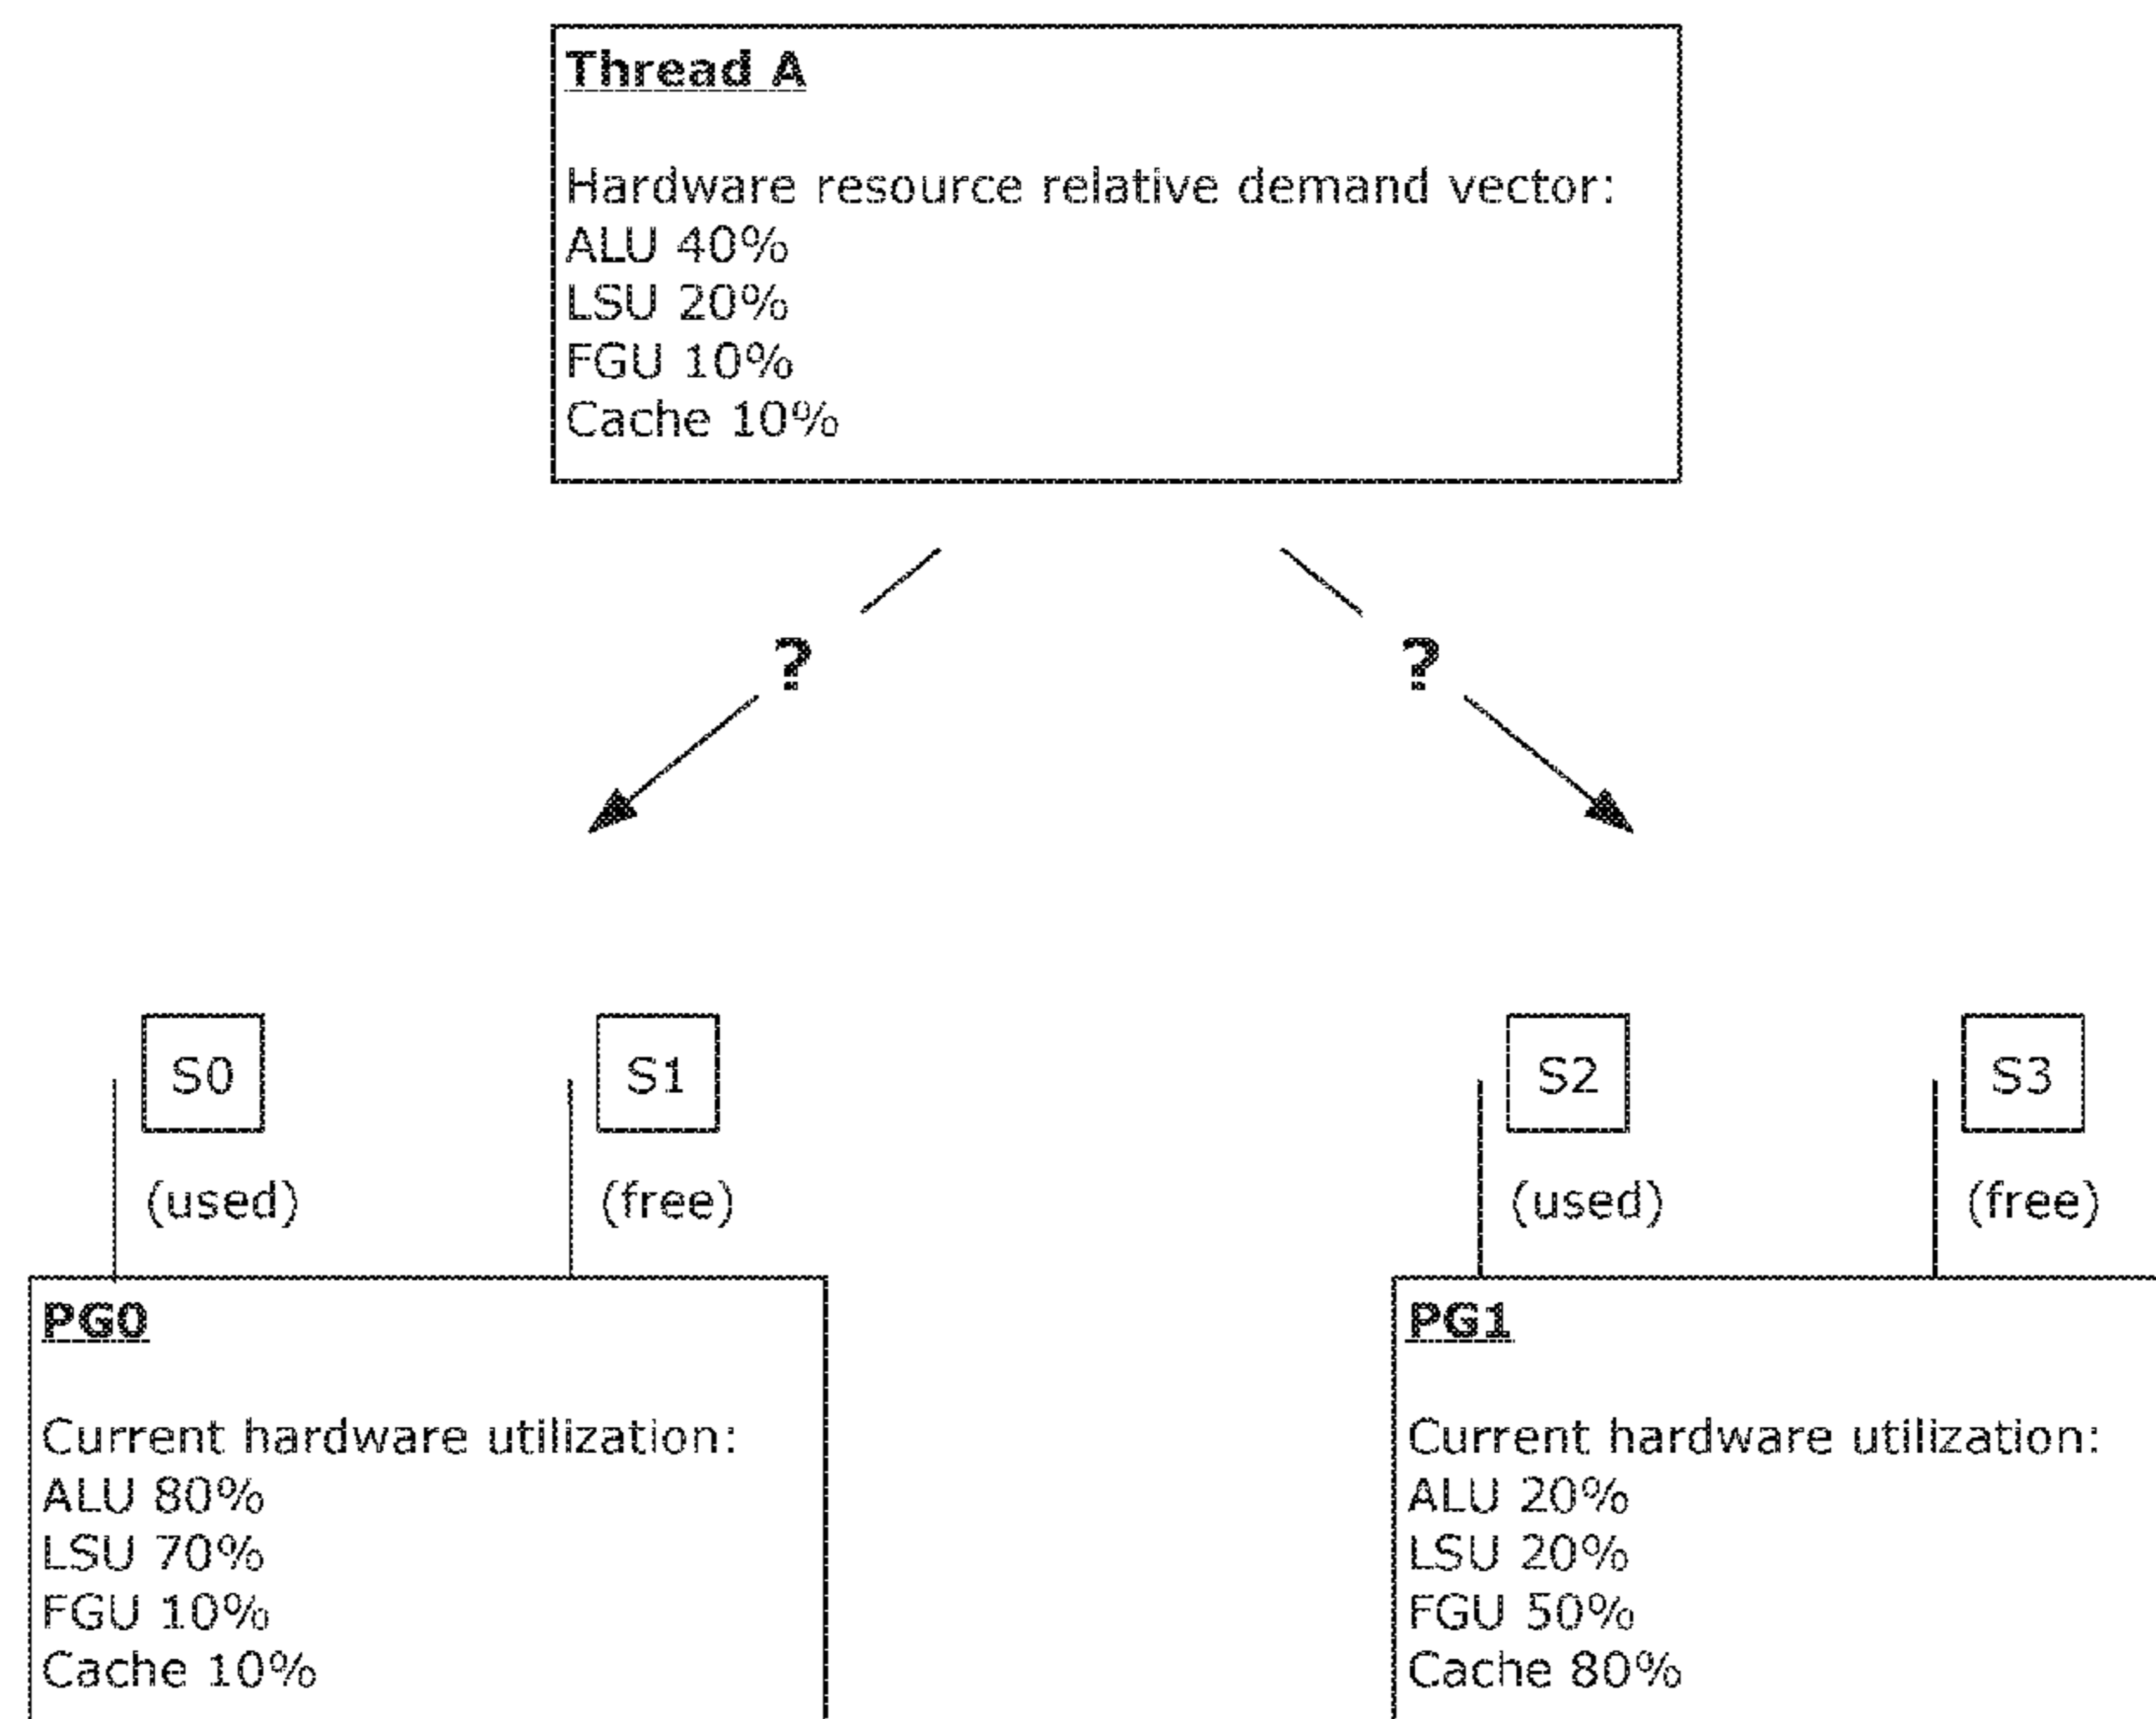 Thread A
Hardware resource relative demand vector:
ALU 40%
LSU 20%
FGU 10%
Cache 10%
?
?
S0
S1
S2
S3
(used)
(free)
(used)
(free)
PG0
Current hardware utilization:
ALU 80%
LSU 70%
FGU 10%
Cache 10%
PG1
Current hardware utilization:
ALU 20%
LSU 20%
FGU 50%
Cache 80%